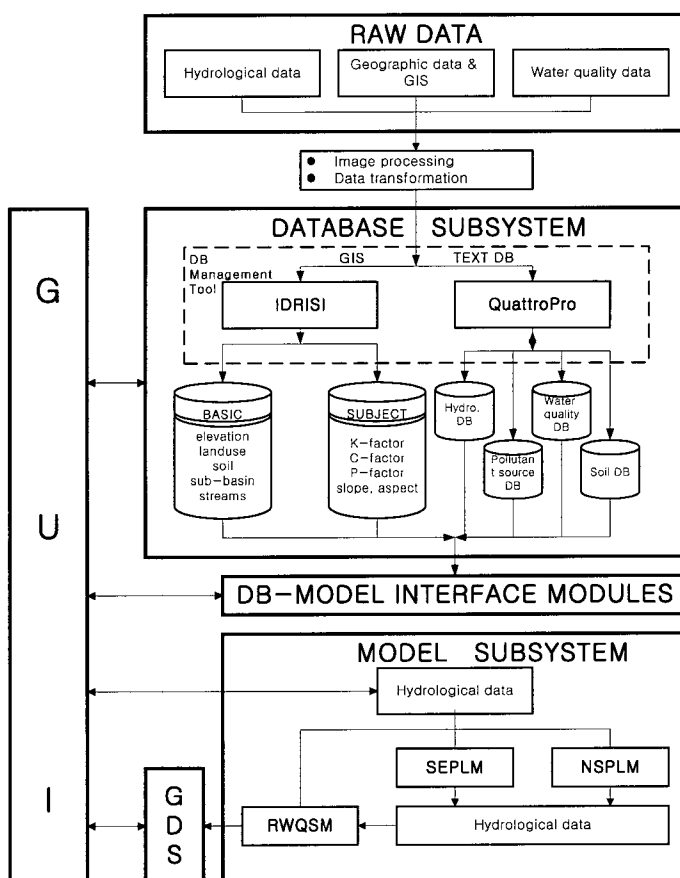 RAW DATA
Hydrological data
Geographic data &
GIS
Water quality data
● Image processing
● Data transformation
G
U
I
DATABASE SUBSYSTEM
DB
Management
Tool
GIS
TEXT DB
IDRISI
QuattroPro
BASIC
elevation
landuse
soil
sub-basin
streams
SUBJECT
K-factor
C-factor
P-factor
slope, aspect
Hydro.
DB
Pollutan
t source
DB
Water
quality
DB
Soil DB
DB-MODEL INTERFACE MODULES
MODEL SUBSYSTEM
Hydrological data
SEPLM
NSPLM
G
D
S
RWQSM
Hydrological data